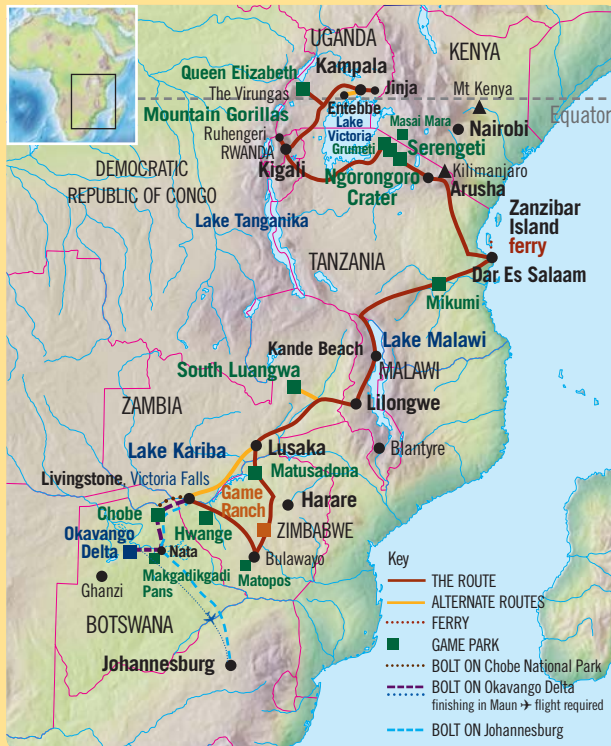 UGANDA
KENYA
Queen Elizabeth
Kampala
The Virungas
Jinja
Mt Kenya
Entebbe
Equator
Mountain Gorillas
Lake
Victoria
Masai Mara
Nairobi
Ruhengeri
RWANDA
Grumeti
Serengeti
Kigali
Kilimanjaro
DEMOCRATIC
REPUBLIC OF CONGO
Ngorongoro
Crater
Arusha
Lake Tanganika
Zanzibar
Island
ferry
TANZANIA
Dar Es Salaam
Mikumi
Kande Beach
Lake Malawi
South Luangwa
MALAWI
ZAMBIA
Lilongwe
Lake Kariba
Lusaka
Blantyre
Matusadona
Livingstone, Victoria Falls
Game
Ranch
Harare
Chobe
Hwange
ZIMBABWE
Okavango
Delta
Nata
Bulawayo
Ghanzi
Makgadikgadi
Pans
Matopos
BOTSWANA
Johannesburg
Key
THE ROUTE
ALTERNATE ROUTES
FERRY
GAME PARK
BOLT ON Chobe National Park
BOLT ON Okavango Delta
finishing in Maun ✈ flight required
BOLT ON Johannesburg